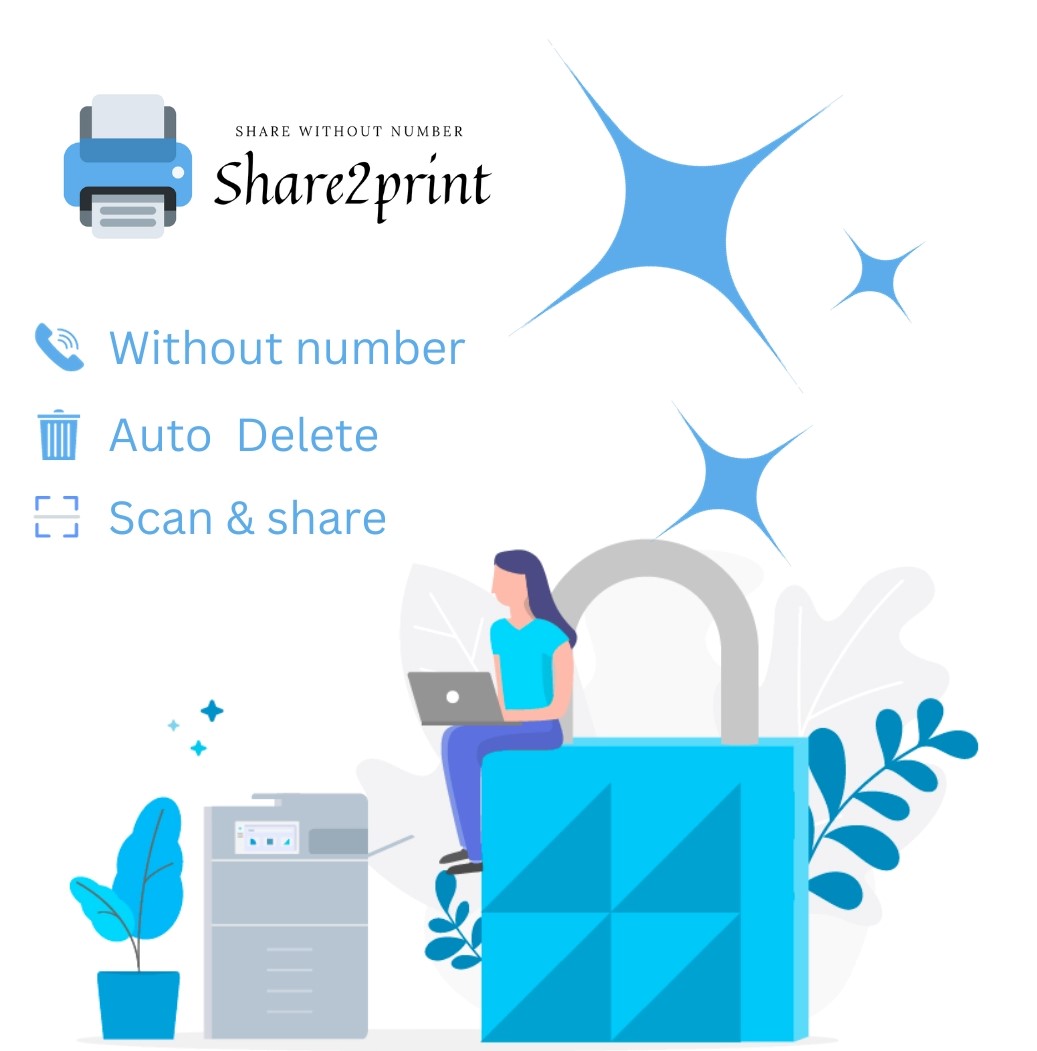 SHARE WITHOUT NUMBER
Share2print
Without number
Auto Delete
Scan & share